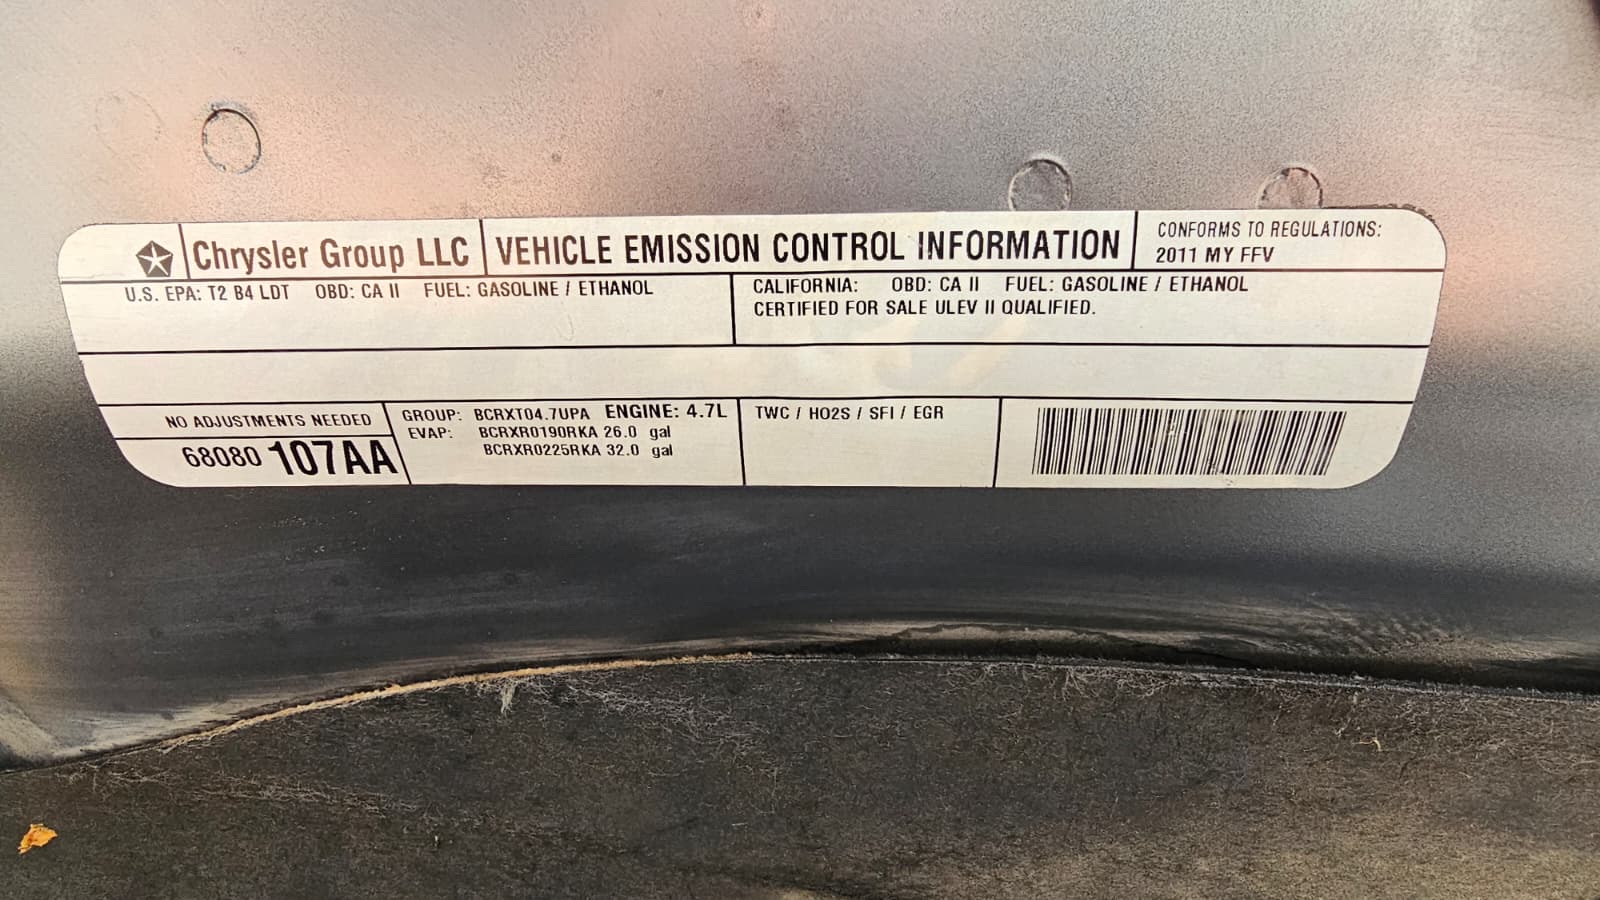 Chrysler Group LLC
VEHICLE EMISSION CONTROL INFORMATION
CONFORMS TO REGULATIONS:
2011 MY FFV
U.S. EPA: T2 B4 LDT OBD: CA II FUEL: GASOLINE / ETHANOL
CALIFORNIA: OBD: CA II FUEL: GASOLINE / ETHANOL
CERTIFIED FOR SALE ULEV II QUALIFIED.
NO ADJUSTMENTS NEEDED
68080 107AA
GROUP: BCRXT04.7UPA ENGINE: 4.7L
EVAP: BCRXR0190RKA 26.0 gal
BCRXR0225RKA 32.0 gal
TWC / HO2S / SFI / EGR